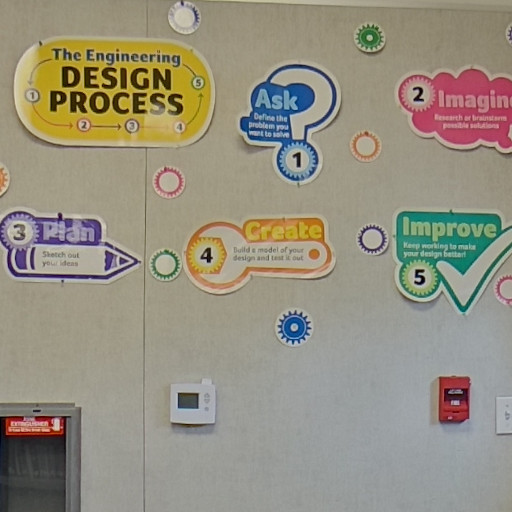 The Engineering
DESIGN
PROCESS
1
2
3
4
5
Ask
Define the
problem you
want to solve
1
2
Imagin
Research or brainstorm
possible solutions
3
Plan
Sketch out
your ideas
4
Create
Build a model of your
design and test it out
Improve
Keep working to make
your design better!
5
EXTINGUISHER
FIRE